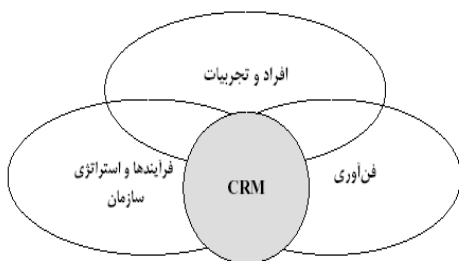 افراد و تجربیات
فرآیندها و استراتژی
سازمان
CRM
فن‌آوری